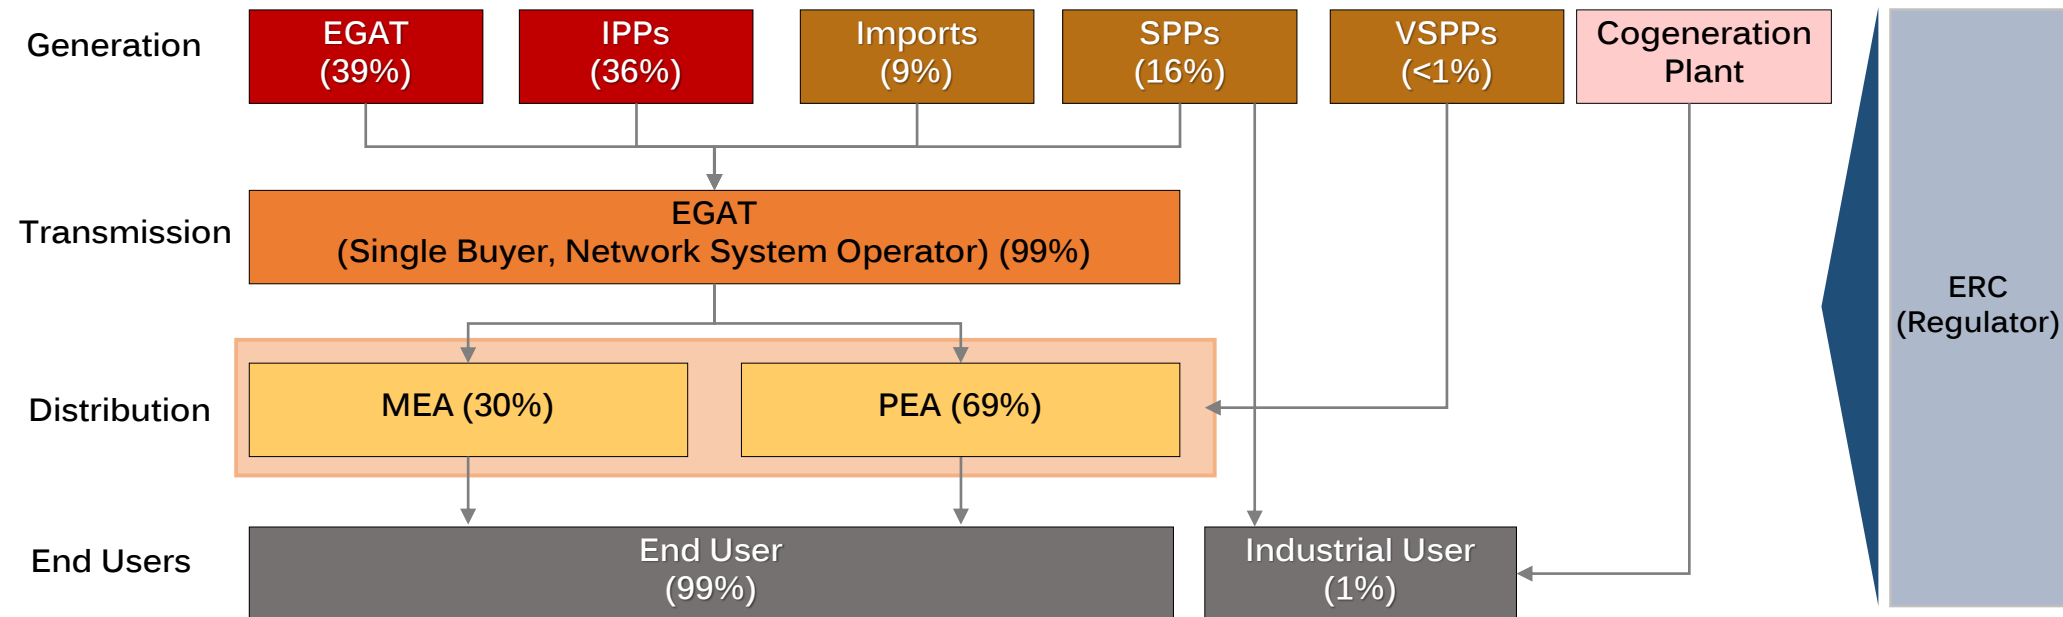 Generation
EGAT
(39%)
IPPs
(36%)
Imports
(9%)
SPPs
(16%)
VSPPs
(<1%)
Cogeneration
Plant
Transmission
EGAT
(Single Buyer, Network System Operator) (99%)
ERC
(Regulator)
Distribution
MEA (30%)
PEA (69%)
End Users
End User
(99%)
Industrial User
(1%)